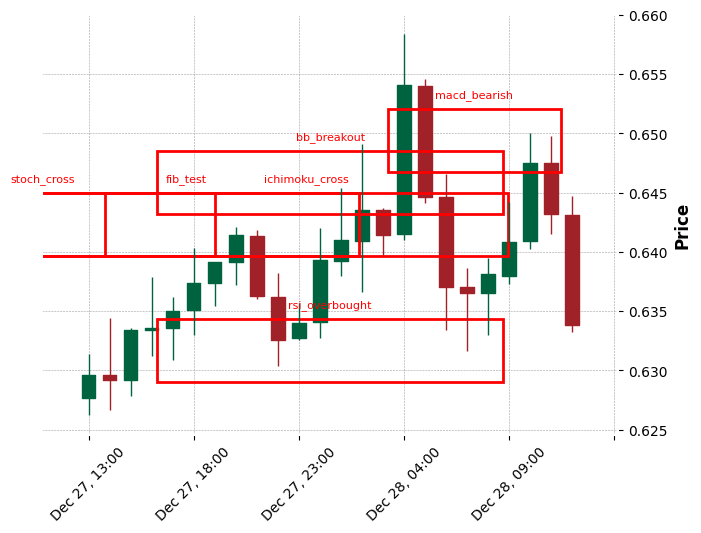 0.660
0.655
macd_bearish
0.650
bb_breakout
stoch_cross
fib_test
ichimoku_cross
0.645
Price
0.640
rsi_overbought
0.635
0.630
0.625
Dec 27, 13:00
Dec 27, 18:00
Dec 27, 23:00
Dec 28, 04:00
Dec 28, 09:00